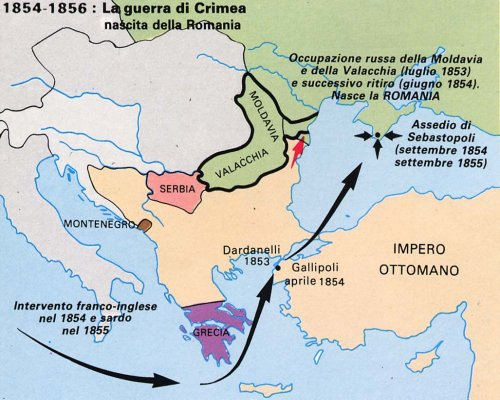 1854-1856 : La guerra di Crimea
nascita della Romania
Occupazione russa della Moldavia
e della Valacchia (luglio 1853)
e successivo ritiro (giugno 1854).
Nasce la ROMANIA
Assedio di
Sebastopoli
(settembre 1854
settembre 1855)
MOLDAVIA
VALACCHIA
SERBIA
MONTENEGRO
Dardanelli
1853
Gallipoli
aprile 1854
IMPERO
OTTOMANO
Intervento franco-inglese
nel 1854 e sardo
nel 1855
GRECIA